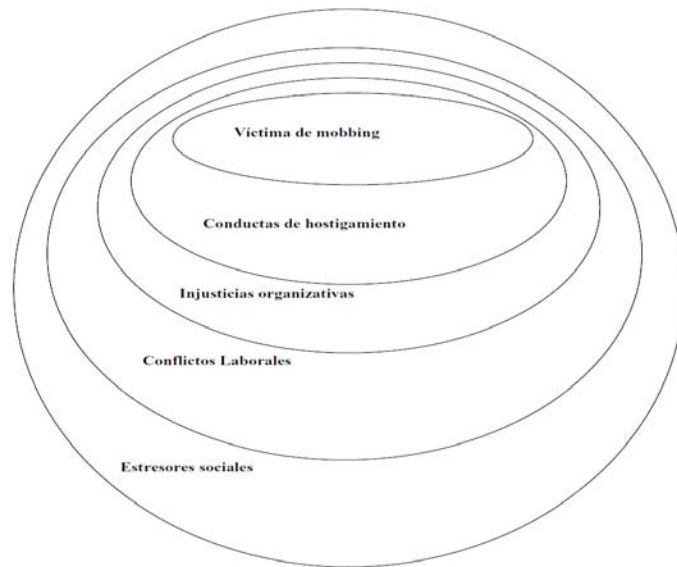 Víctima de mobbing
Conductas de hostigamiento
Injusticias organizativas
Conflictos Laborales
Estresores sociales